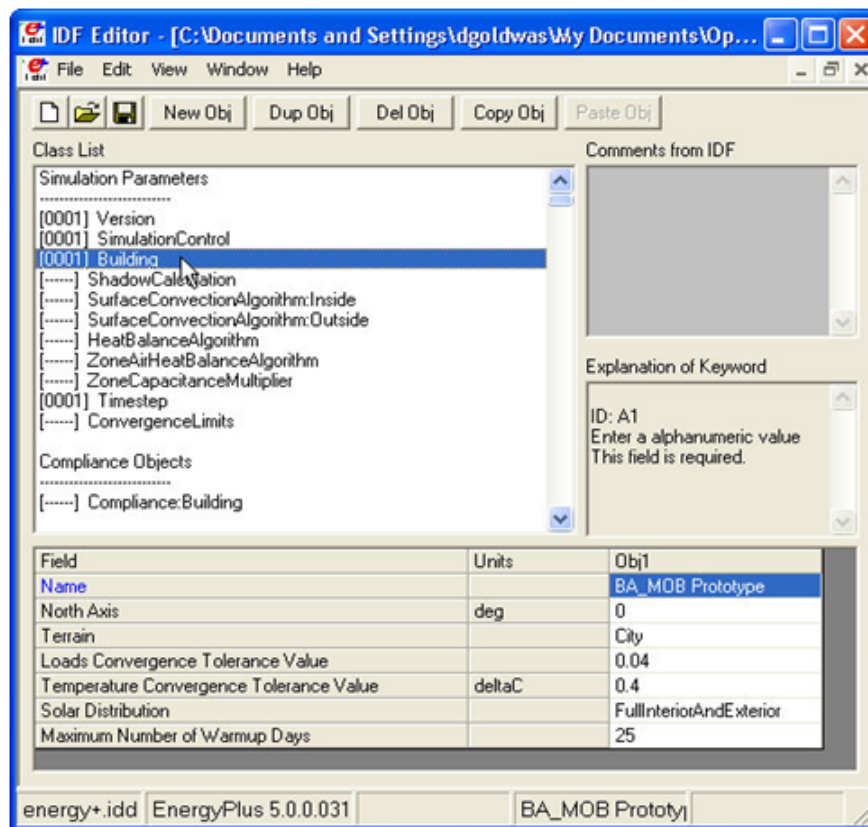 IDF Editor - [C:\Documents and Settings\dgoldwas\My Documents\Op...
File Edit View Window Help
New Obj Dup Obj Del Obj Copy Obj Paste Obj
Class List
Simulation Parameters
------------------------------
[0001] Version
[0001] SimulationControl
[0001] Building
[------] ShadowCalculation
[------] SurfaceConvectionAlgorithm:Inside
[------] SurfaceConvectionAlgorithm:Outside
[------] HeatBalanceAlgorithm
[------] ZoneAirHeatBalanceAlgorithm
[------] ZoneCapacitanceMultiplier
[0001] Timestep
[------] ConvergenceLimits
Compliance Objects
------------------------------
[------] Compliance:Building
Comments from IDF
Explanation of Keyword
ID: A1
Enter a alphanumeric value
This field is required.
Field Units Obj1
Name BA_MOB Prototype
North Axis deg 0
Terrain City
Loads Convergence Tolerance Value 0.04
Temperature Convergence Tolerance Value deltaC 0.4
Solar Distribution FullInteriorAndExterior
Maximum Number of Warmup Days 25
energy+.idd EnergyPlus 5.0.0.031 BA_MOB Prototy